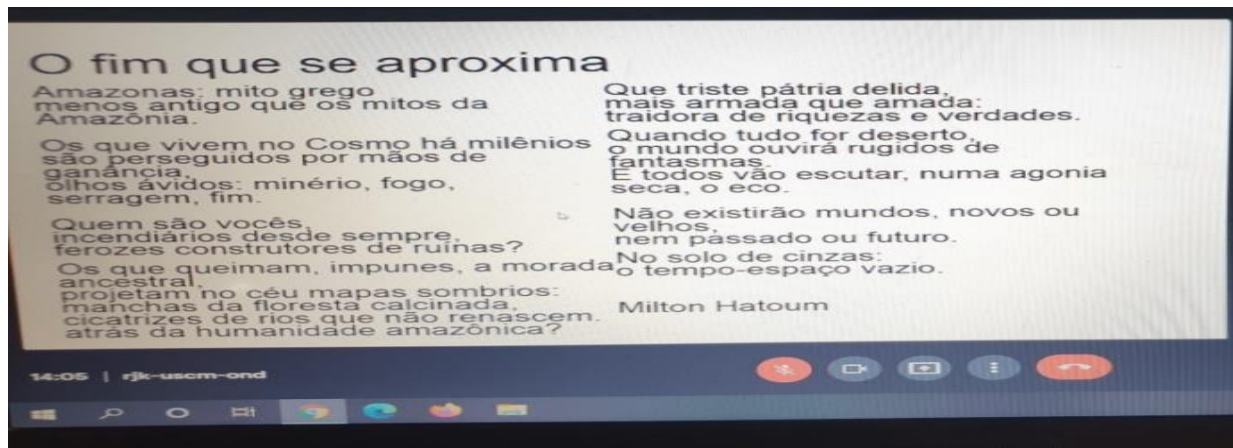 O fim que se aproxima
Amazonas: mito grego
menos antigo que os mitos da
Amazônia.
Os que vivem no Cosmo há milênios
são perseguidos por mãos de
ganância,
olhos ávidos: minério, fogo,
serragem, fim.
Quem são vocês,
incendiários desde sempre,
ferozes construtores de ruínas?
Os que queimam, impunes, a morada
ancestral,
projetam no céu mapas sombrios:
manchas da floresta calcinada,
cicatrizes de rios que não renascem.
atrás da humanidade amazônica?
Que triste pátria delida,
mais armada que amada:
traidora de riquezas e verdades.
Quando tudo for deserto,
o mundo ouvirá rugidos de
fantasmas.
E todos vão escutar, numa agonia
seca, o eco.
Não existirão mundos, novos ou
velhos,
nem passado ou futuro.
No solo de cinzas:
o tempo-espaço vazio.
Milton Hatoum
14:05 | rjk-uscm-ond